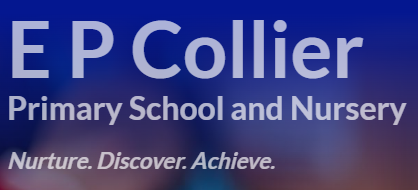 E P Collier
Primary School and Nursery
Nurture. Discover. Achieve.